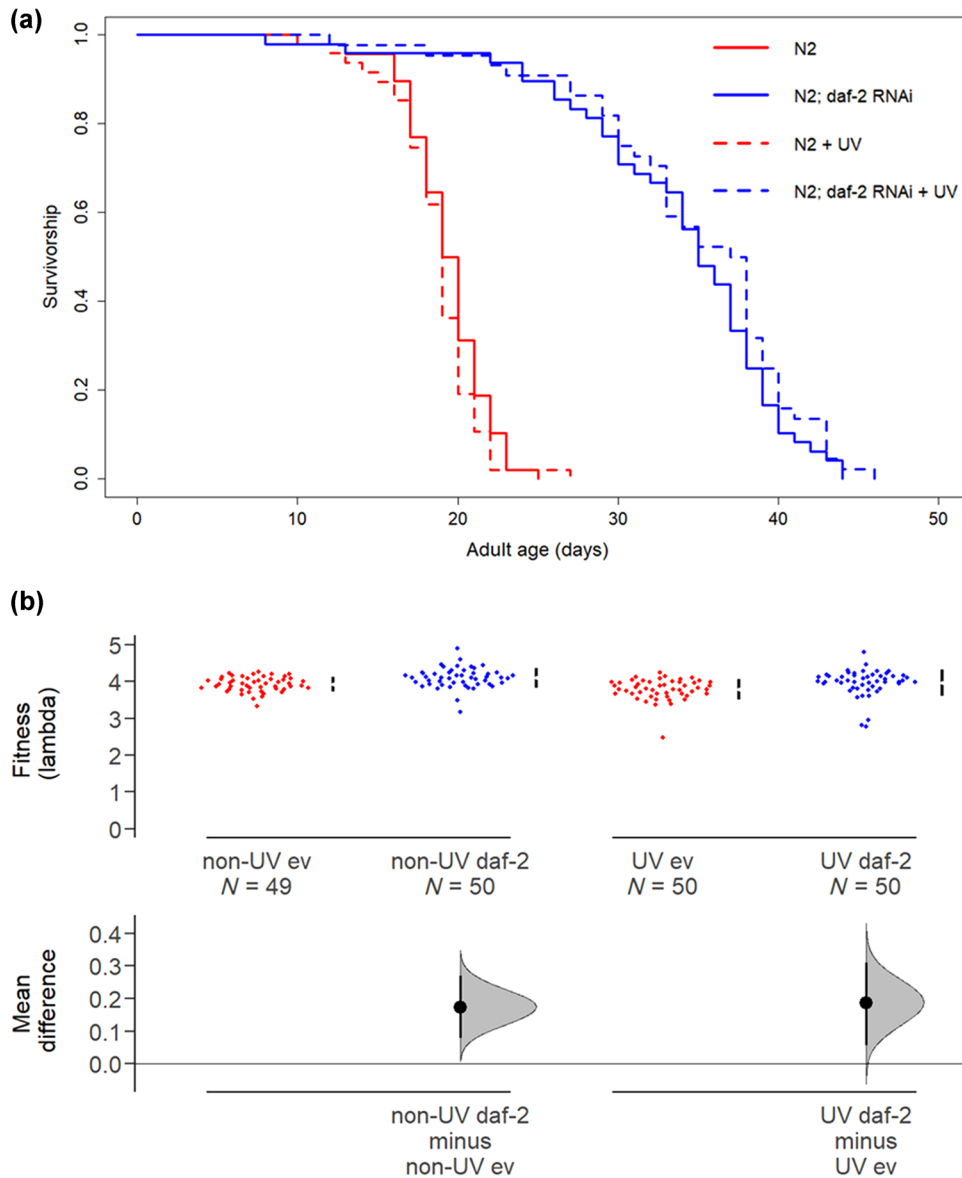 (a)
1.0
0.8
0.6
0.4
0.2
0.0
Survivorship
N2
N2; daf-2 RNAi
N2 + UV
N2; daf-2 RNAi + UV
0 10 20 30 40 50
Adult age (days)
(b)
Fitness
(lambda)
5
4
3
2
1
0
non-UV ev
N = 49
non-UV daf-2
N = 50
UV ev
N = 50
UV daf-2
N = 50
Mean
difference
0.4
0.3
0.2
0.1
0.0
non-UV daf-2
minus
non-UV ev
UV daf-2
minus
UV ev